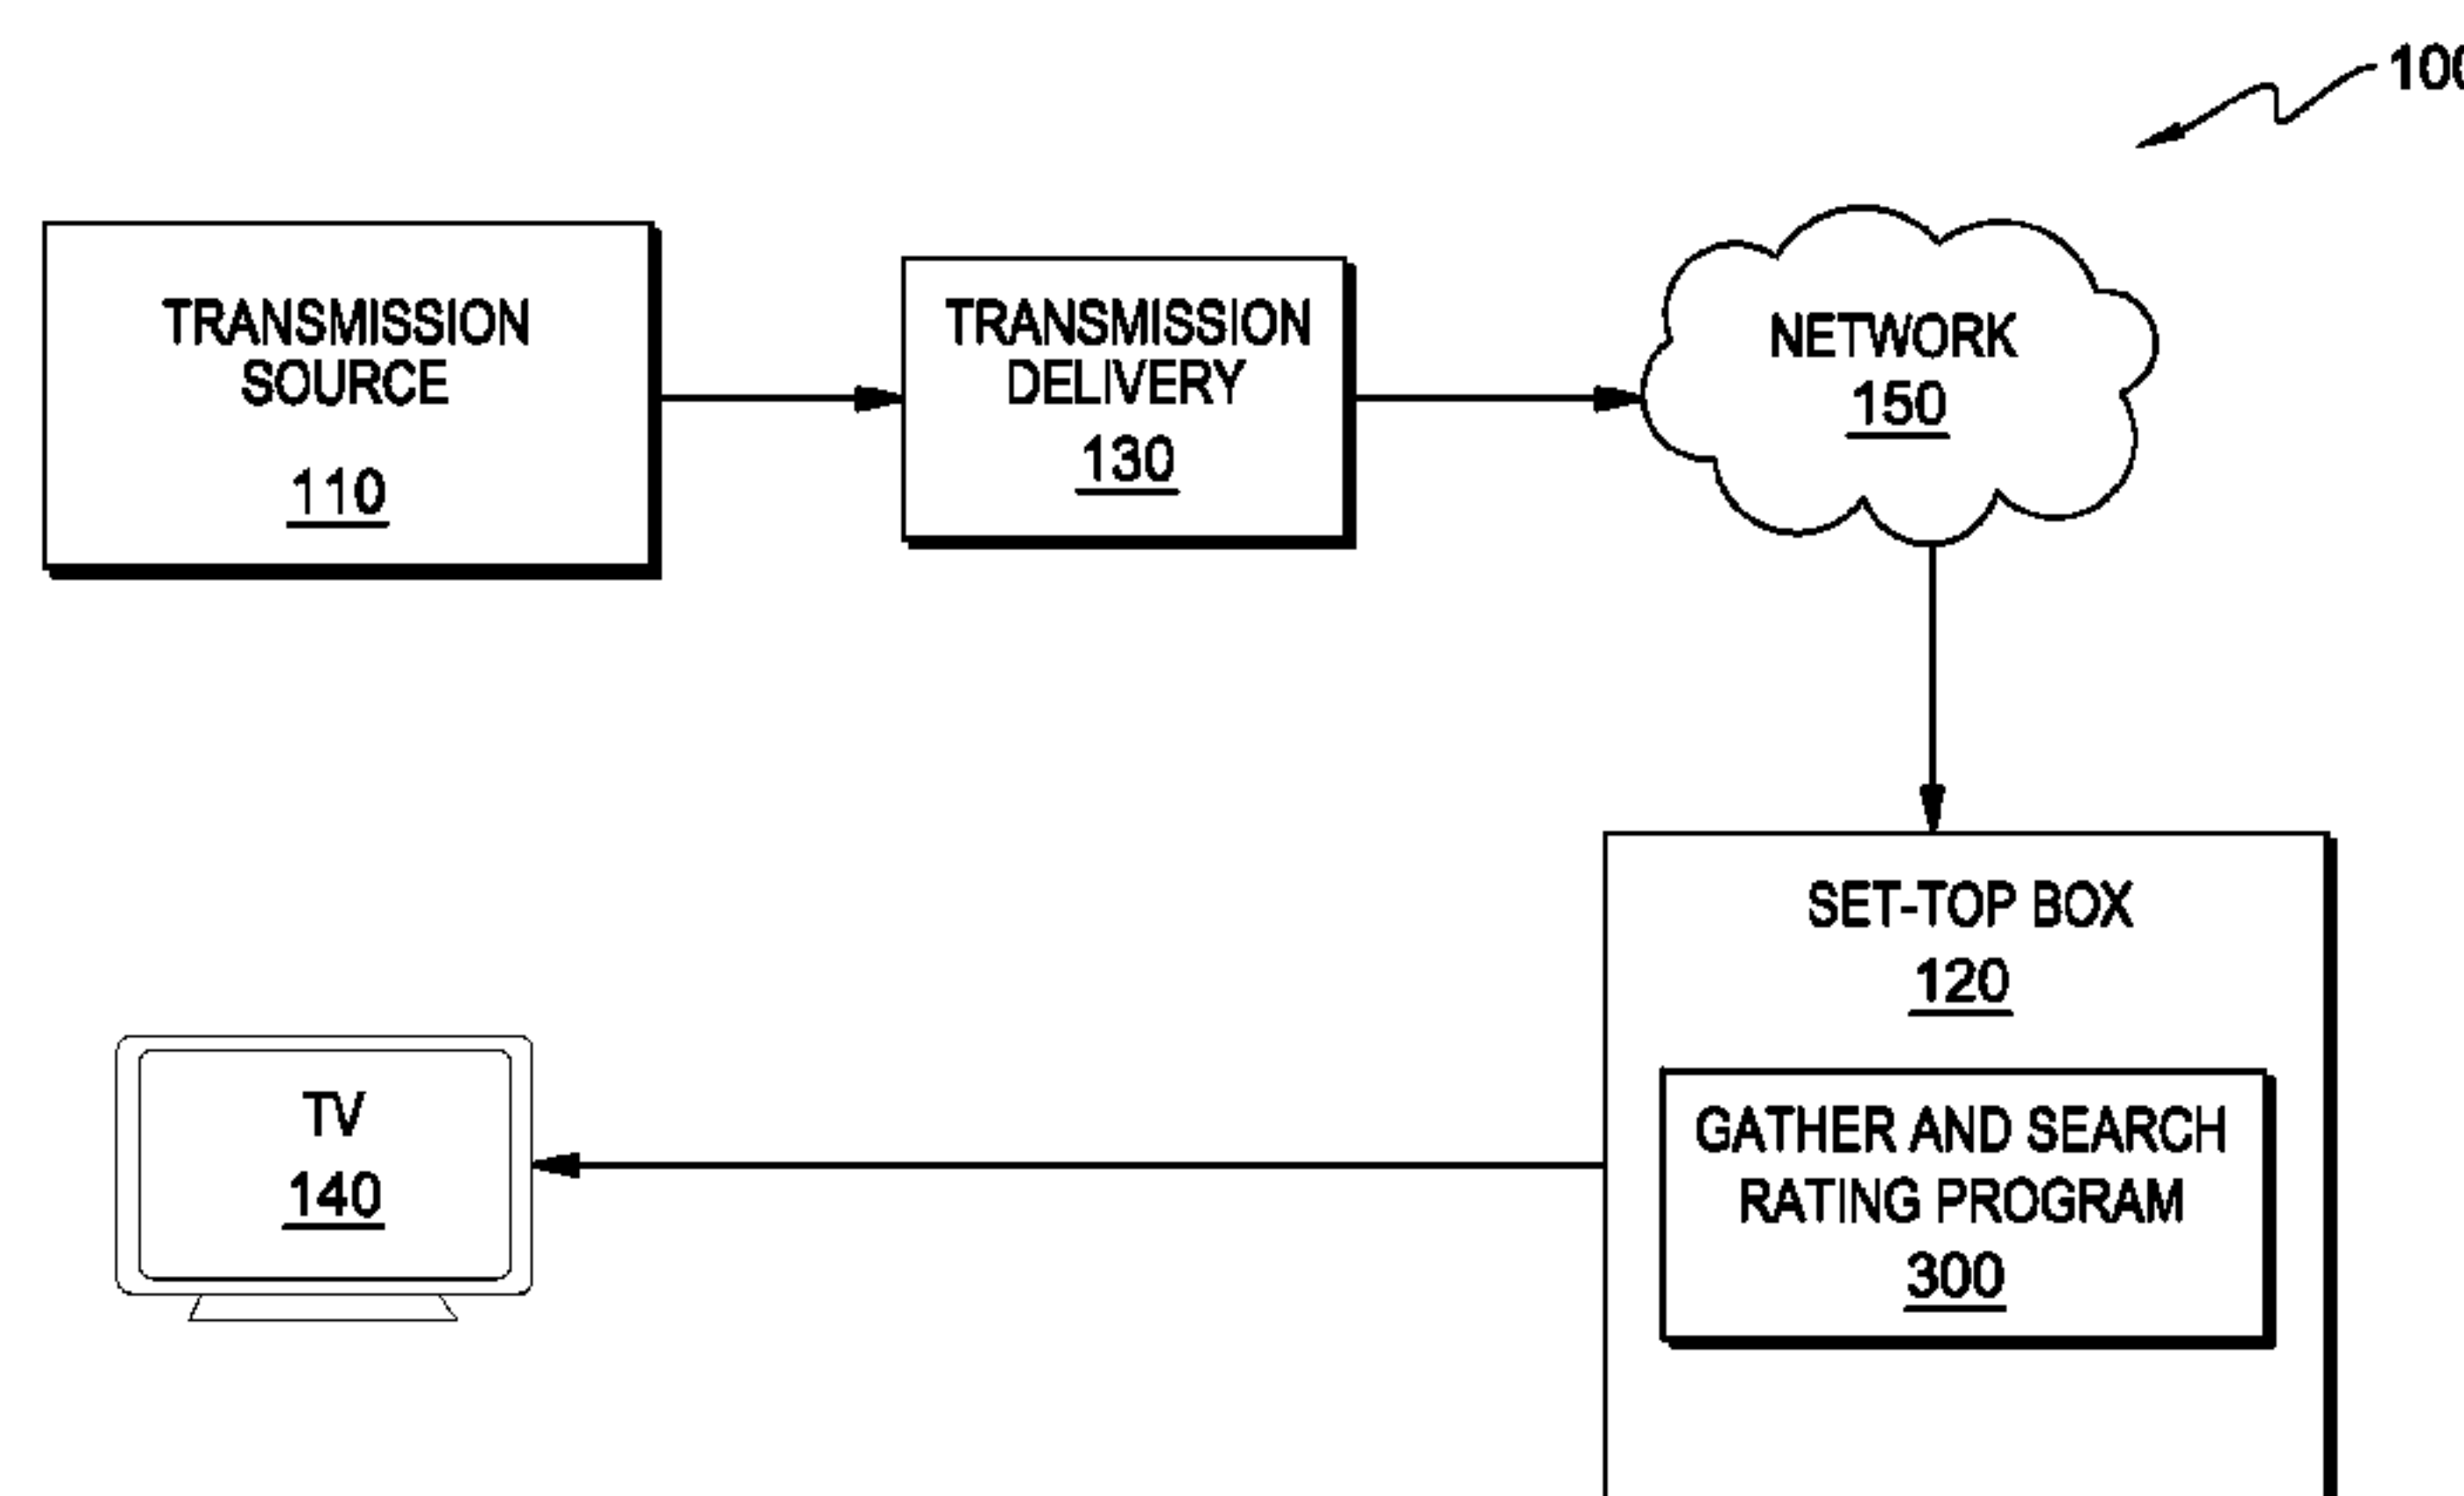 100
TRANSMISSION
SOURCE
110
TRANSMISSION
DELIVERY
130
NETWORK
150
SET-TOP BOX
120
GATHER AND SEARCH
RATING PROGRAM
300
TV
140